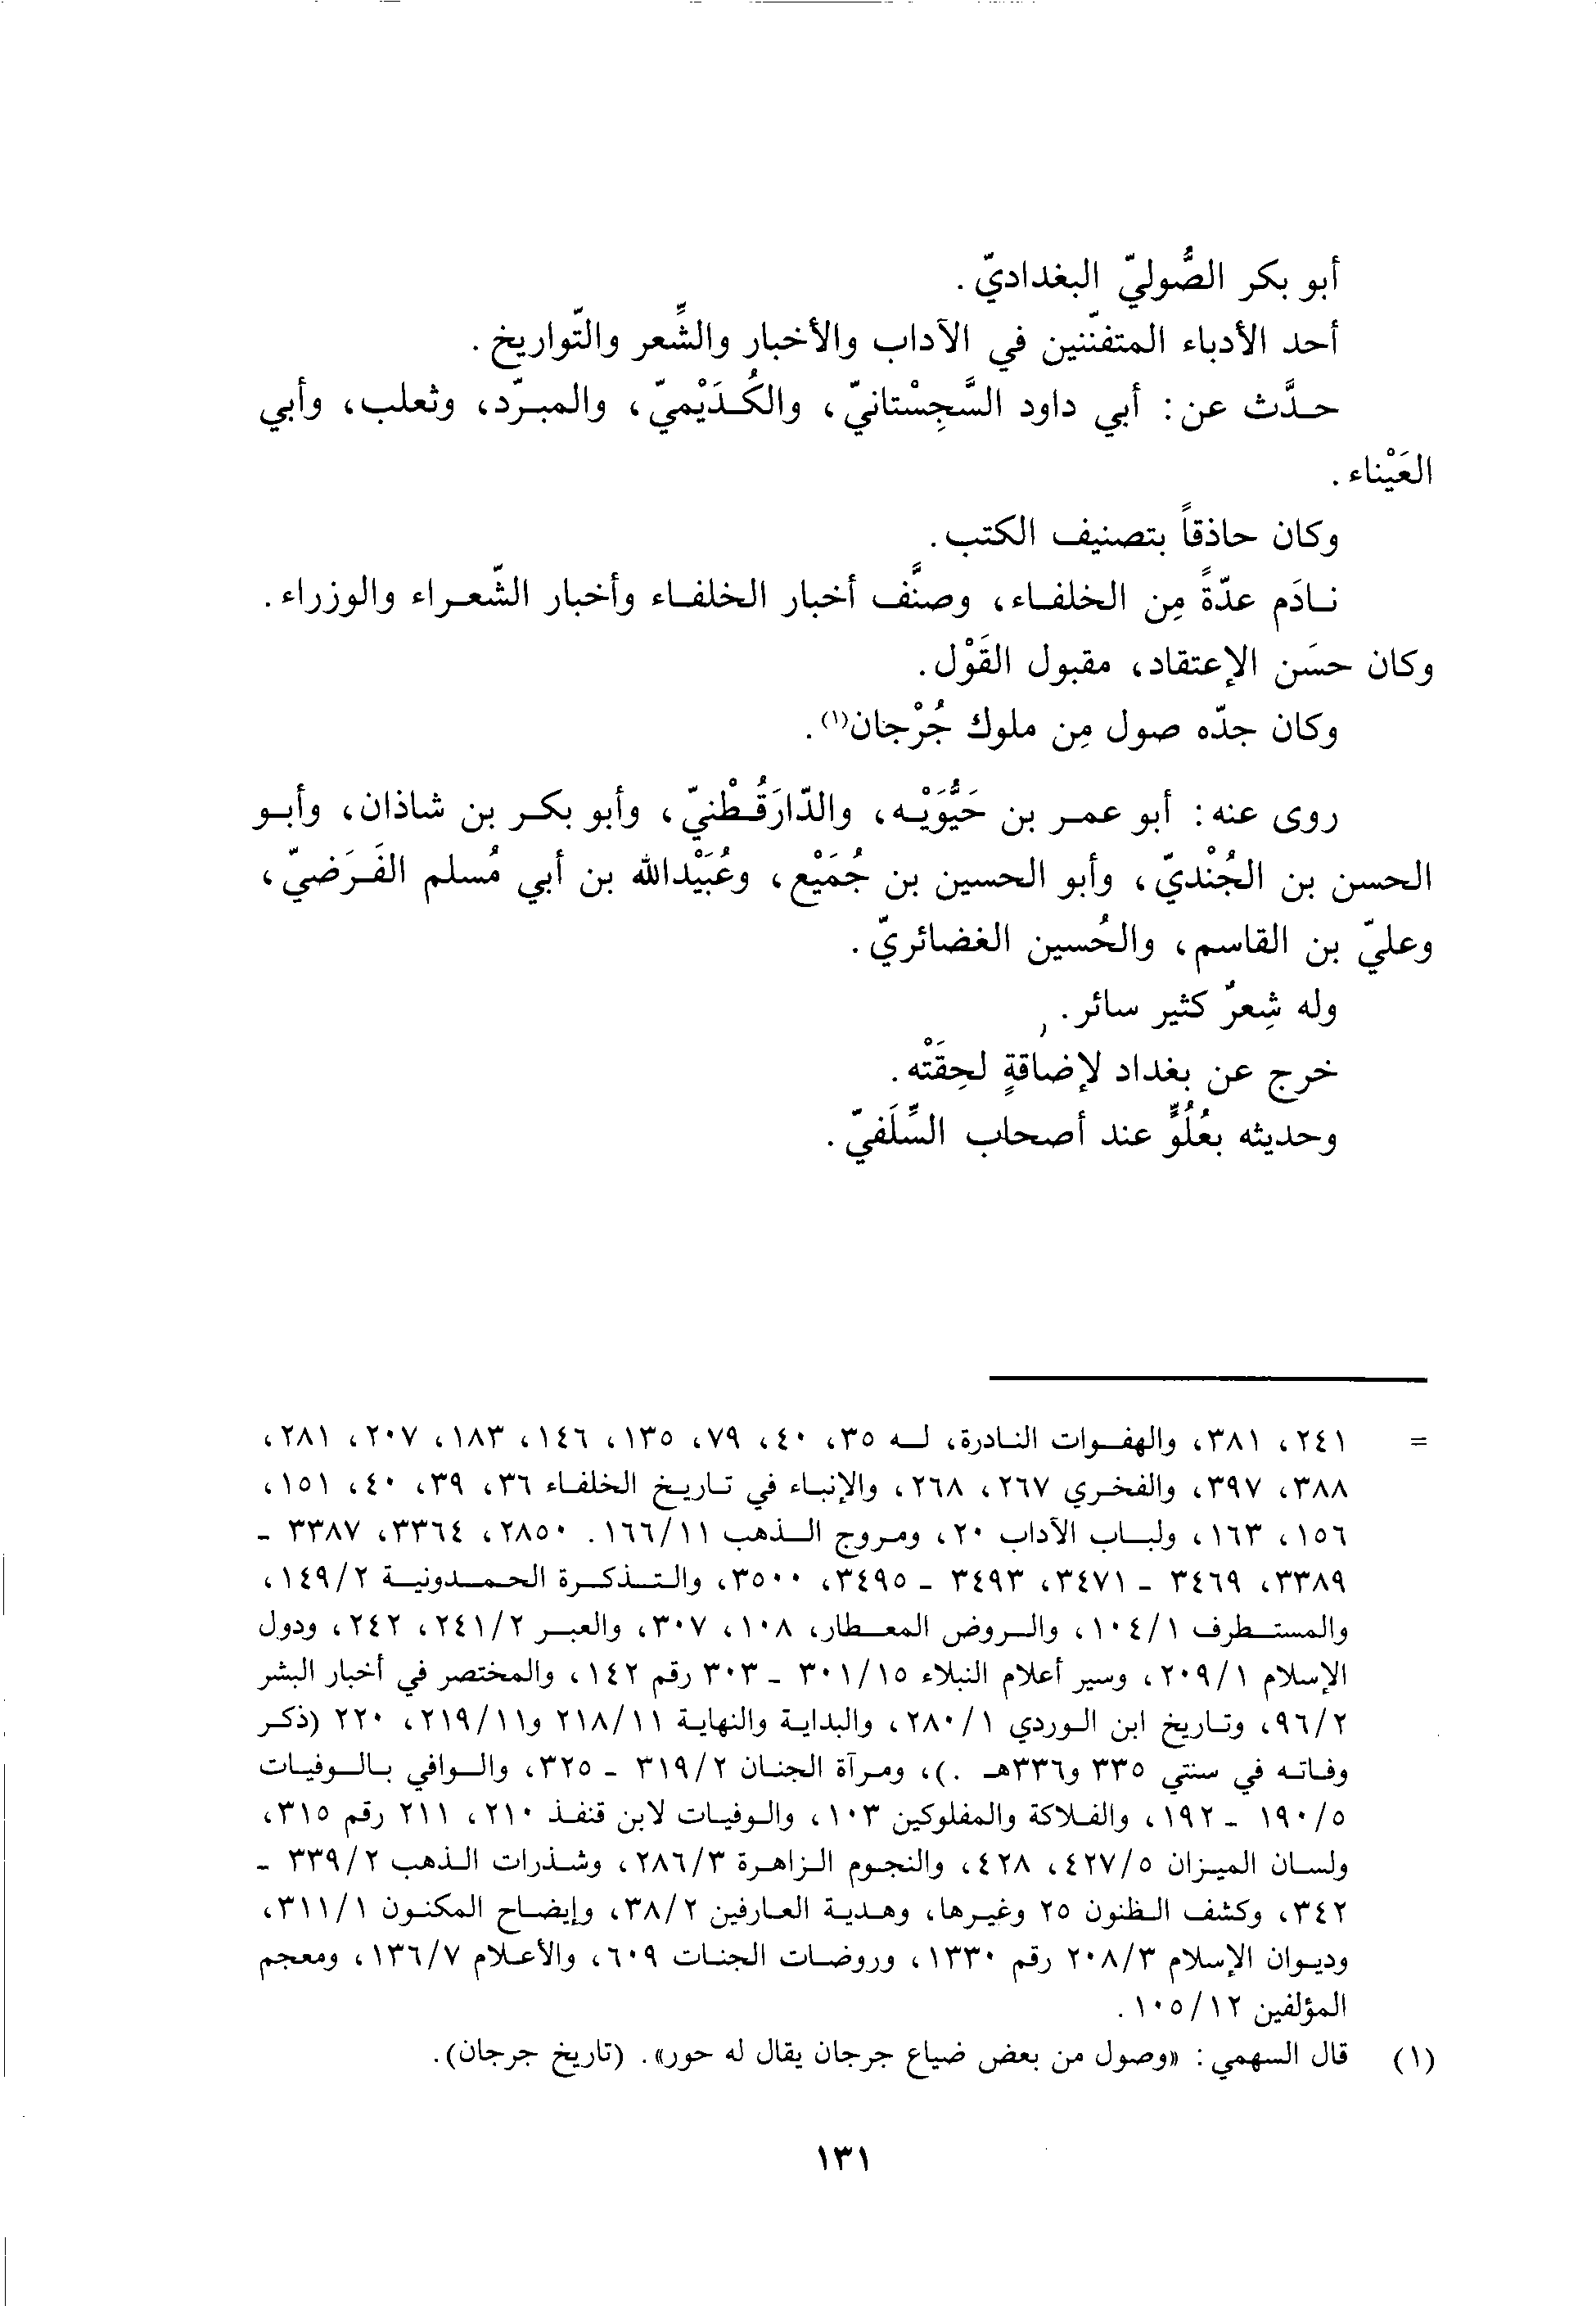 أبو بكر الصُّوليّ البغداديّ.
أحد الأدباء المتفنّنين في الآداب والأخبار والشِّعر والتّواريخ.
حـدَّث عن: أبي داود السَّجِسْتانيّ، والكُـدَيْميّ، والمبـرّد، وثعلب، وأبي
العَيْناء.
وكان حاذقاً بتصنيف الكتب.
نـادَم عدّةً مِن الخلفـاء، وصنَّف أخبار الخلفـاء وأخبار الشّعـراء والوزراء.
وكان حسَن الإعتقاد، مقبول القَوْل.
وكان جدّه صول مِن ملوك جُرْجان(١).
روى عنه: أبو عمـر بن حَيُّوَيْـه، والدّارَقُـطْنيّ، وأبو بكـر بن شاذان، وأبـو
الحسن بن الجُنْديّ، وأبو الحسين بن جُمَيْع، وعُبَيْدالله بن أبي مُسلم الفَـرَضيّ،
وعليّ بن القاسم، والحُسين الغضائريّ.
وله شِعرٌ كثير سائر.
خرج عن بغداد لإضاقةٍ لحِقَتْه.
وحديثه بعُلُوٍّ عند أصحاب السِّلَفيّ.
= ٢٤١، ٣٨١، والهفـوات النـادرة، لـه ٣٥، ٤٠، ٧٩، ١٣٥، ١٤٦، ١٨٣، ٢٠٧، ٢٨١،
٣٨٨، ٣٩٧، والفخـري ٢٦٧، ٢٦٨، والإنبـاء في تـاريـخ الخلفـاء ٣٦، ٣٩، ٤٠، ١٥١،
١٥٦، ١٦٣، ولبـاب الآداب ٢٠، ومروج الـذهب ١٦٦/١١. ٢٨٥٠، ٣٣٦٤، ٣٣٨٧ -
٣٣٨٩، ٣٤٦٩ - ٣٤٧١، ٣٤٩٣ - ٣٤٩٥، ٣٥٠٠، والـتـذكـرة الحـمـدونيـة ١٤٩/٢،
والمستـطرف ١٠٤/١، والـروض المعـطار، ١٠٨، ٣٠٧، والعبـر ٢٤١/٢، ٢٤٢، ودول
الإسلام ٢٠٩/١، وسير أعلام النبلاء ٣٠١/١٥ - ٣٠٣ رقم ١٤٢، والمختصر في أخبار البشر
٩٦/٢، وتـاريخ ابن الـوردي ٢٨٠/١، والبدايـة والنهايـة ٢١٨/١١ و٢١٩/١١، ٢٢٠ (ذكـر
وفـاتـه في سنتي ٣٣٥ و٣٣٦هـ .)، ومـرآة الجنـان ٣١٩/٢ - ٣٢٥، والـوافي بـالـوفيـات
١٩٠/٥ - ١٩٢، والفـلاكة والمفلوكين ١٠٣، والـوفيـات لابن قنفـذ ٢١٠، ٢١١ رقم ٣١٥،
ولسـان الميـزان ٤٢٧/٥، ٤٢٨، والنجـوم الـزاهـرة ٢٨٦/٣، وشـذرات الـذهب ٣٣٩/٢ -
٣٤٢، وكشف الـظنون ٢٥ وغيـرها، وهـديـة العـارفين ٣٨/٢، وإيضـاح المكنـون ٣١١/١،
وديـوان الإسلام ٢٠٨/٣ رقم ١٣٣٠، وروضـات الجنـات ٦٠٩، والأعـلام ١٣٦/٧، ومعجم
المؤلفين ١٠٥/١٢.
(١) قال السهمي: «وصول من بعض ضياع جرجان يقال له حور». (تاريخ جرجان).
١٣١